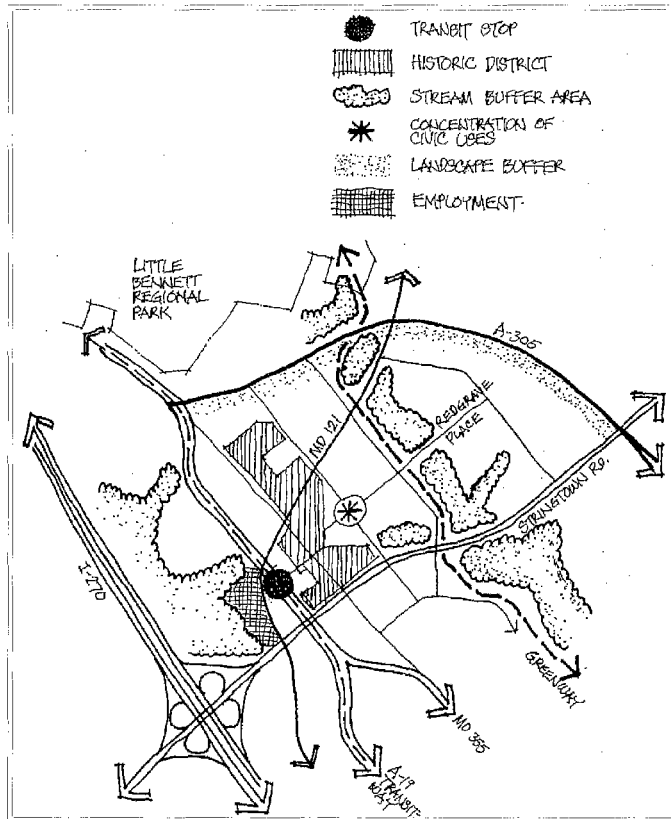 TRANSIT STOP
HISTORIC DISTRICT
STREAM BUFFER AREA
CONCENTRATION OF
CIVIC USES
LANDSCAPE BUFFER
EMPLOYMENT
LITTLE
BENNETT
REGIONAL
PARK
A-305
MD 121
REDGRAVE
PLACE
STRINGTOWN RD.
I-270
GREENWAY
MD 355
A-19
TRANSIT-
WAY